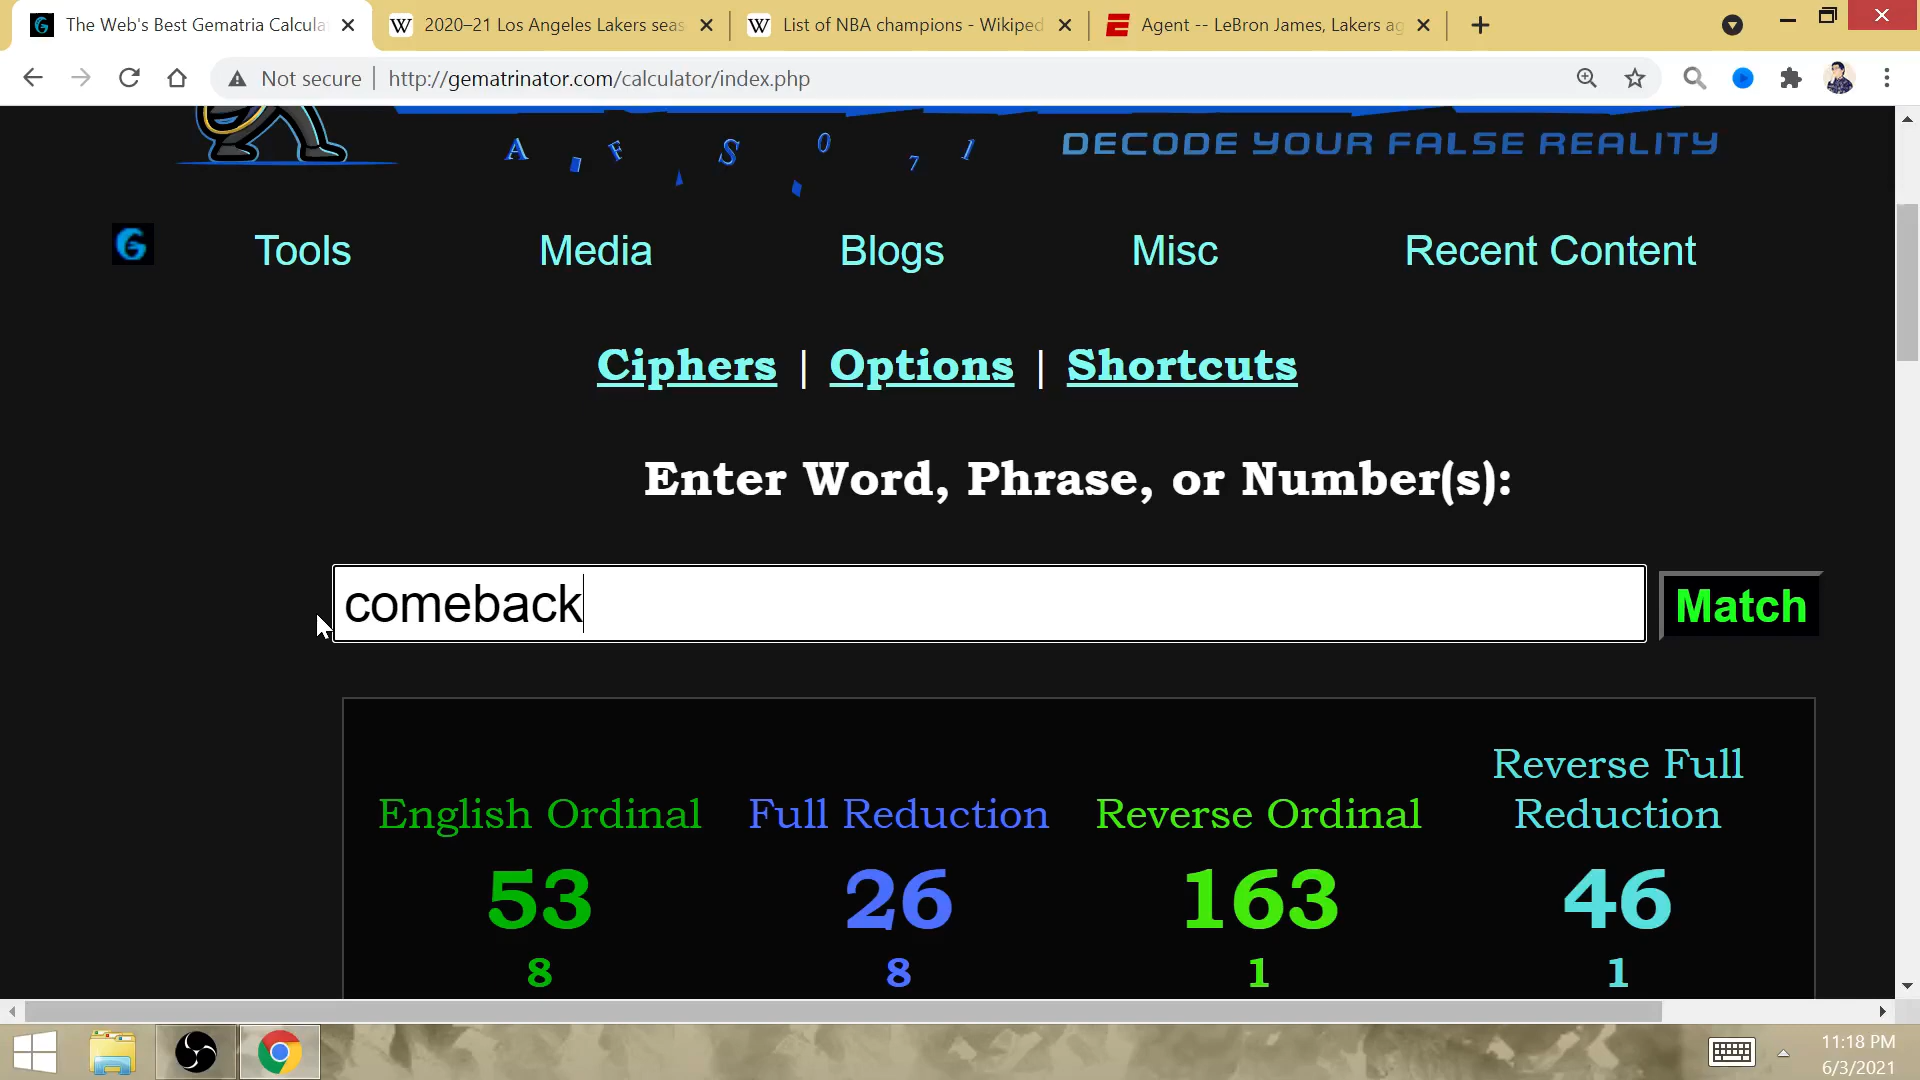 The Web's Best Gematria Calcula
2020–21 Los Angeles Lakers seas
List of NBA champions - Wikiped
Agent -- LeBron James, Lakers ag
Not secure
http://gematrinator.com/calculator/index.php
A F S 0 7 1
DECODE YOUR FALSE REALITY
G Tools Media Blogs Misc Recent Content
Ciphers | Options | Shortcuts
Enter Word, Phrase, or Number(s):
comeback
Match
English Ordinal Full Reduction Reverse Ordinal Reverse Full
Reduction
53 26 163 46
8 8 1 1
11:18 PM
6/3/2021